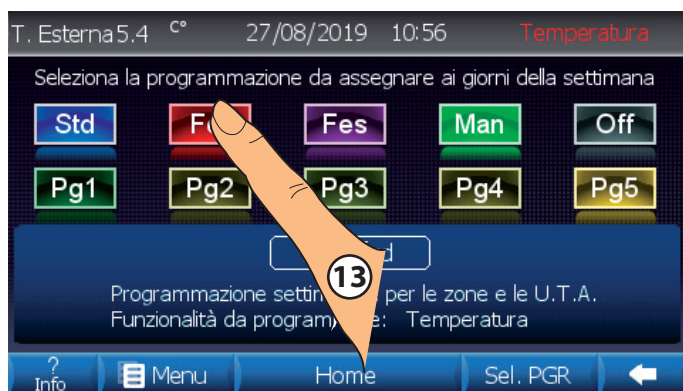 T. Esterna 5.4 C° 27/08/2019 10:56 Temperatura
Seleziona la programmazione da assegnare ai giorni della settimana
Std Fes Man Off
Pg1 Pg2 Pg3 Pg4 Pg5
13
Programmazione per le zone e le U.T.A.
Funzionalità da Temperatura
? Info Menu Home Sel. PGR